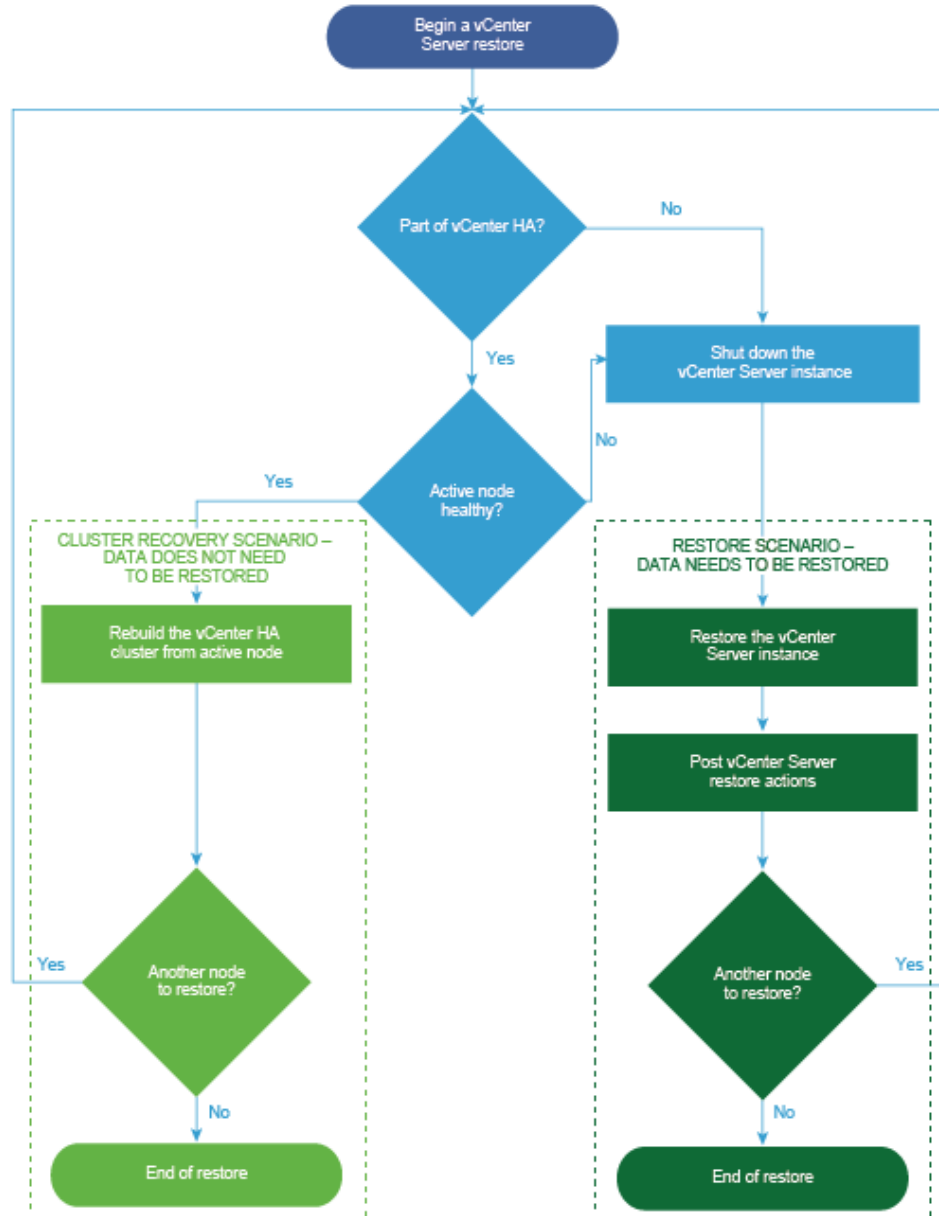 Begin a vCenter
Server restore
Part of vCenter HA?
No
Yes
Shut down the
vCenter Server instance
No
Yes
Active node
healthy?
CLUSTER RECOVERY SCENARIO –
DATA DOES NOT NEED
TO BE RESTORED
RESTORE SCENARIO –
DATA NEEDS TO BE RESTORED
Rebuild the vCenter HA
cluster from active node
Restore the vCenter
Server instance
Post vCenter Server
restore actions
Yes
Another node
to restore?
Another node
to restore?
Yes
No
No
End of restore
End of restore